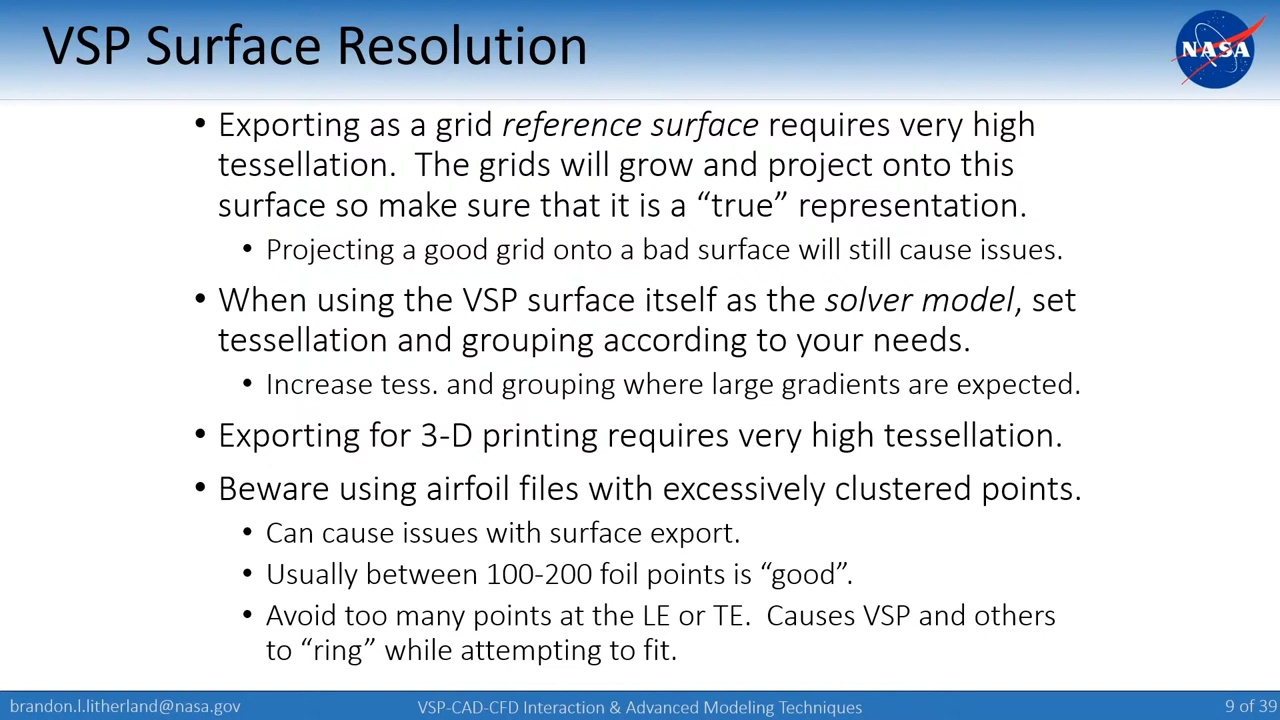 VSP Surface Resolution
NASA
• Exporting as a grid reference surface requires very high
tessellation.  The grids will grow and project onto this
surface so make sure that it is a “true” representation.
• Projecting a good grid onto a bad surface will still cause issues.
• When using the VSP surface itself as the solver model, set
tessellation and grouping according to your needs.
• Increase tess. and grouping where large gradients are expected.
• Exporting for 3-D printing requires very high tessellation.
• Beware using airfoil files with excessively clustered points.
• Can cause issues with surface export.
• Usually between 100-200 foil points is “good”.
• Avoid too many points at the LE or TE.  Causes VSP and others
to “ring” while attempting to fit.
brandon.l.litherland@nasa.gov
VSP-CAD-CFD Interaction & Advanced Modeling Techniques
9 of 39